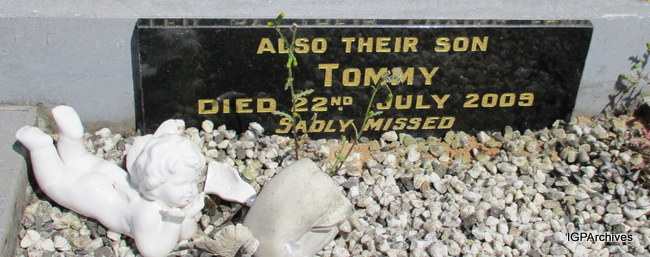 ALSO THEIR SON
TOMMY
DIED 22ND. JULY 2009
SADLY MISSED
IGPArchives